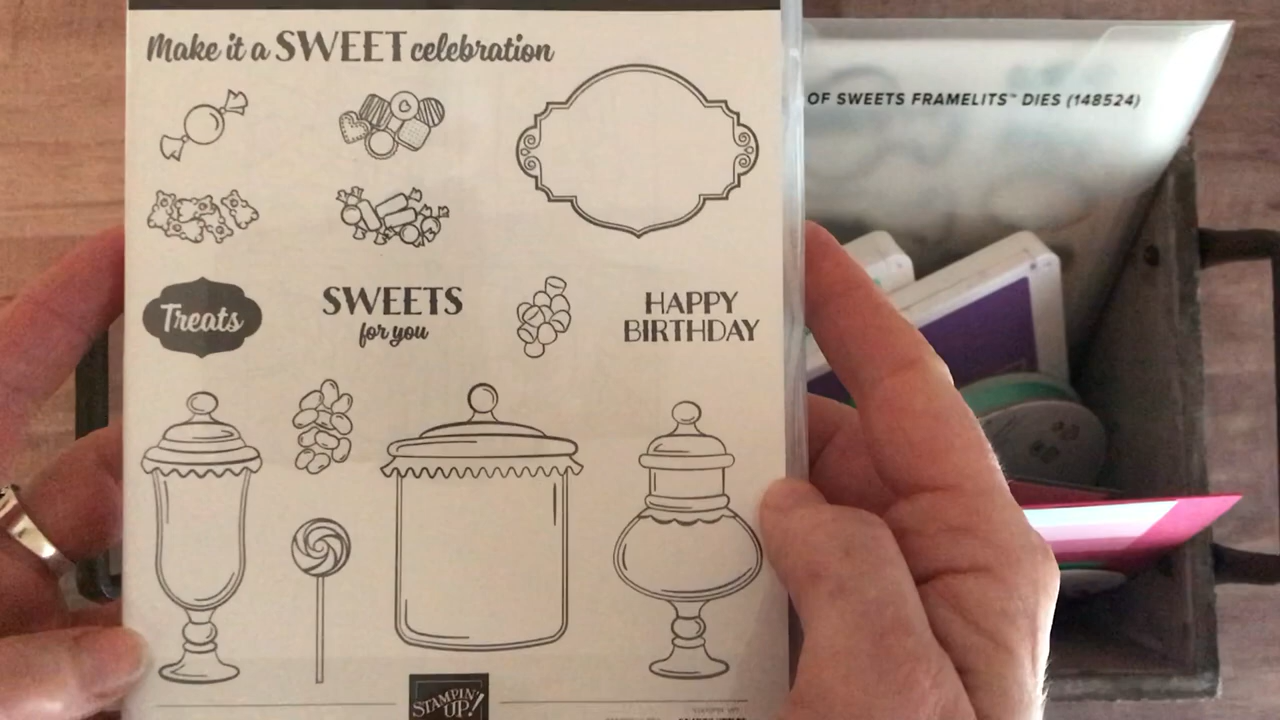 Make it a SWEET celebration
OF SWEETS FRAMELITS™ DIES (148524)
Treats
SWEETS
for you
HAPPY
BIRTHDAY
STAMPIN'
UP!